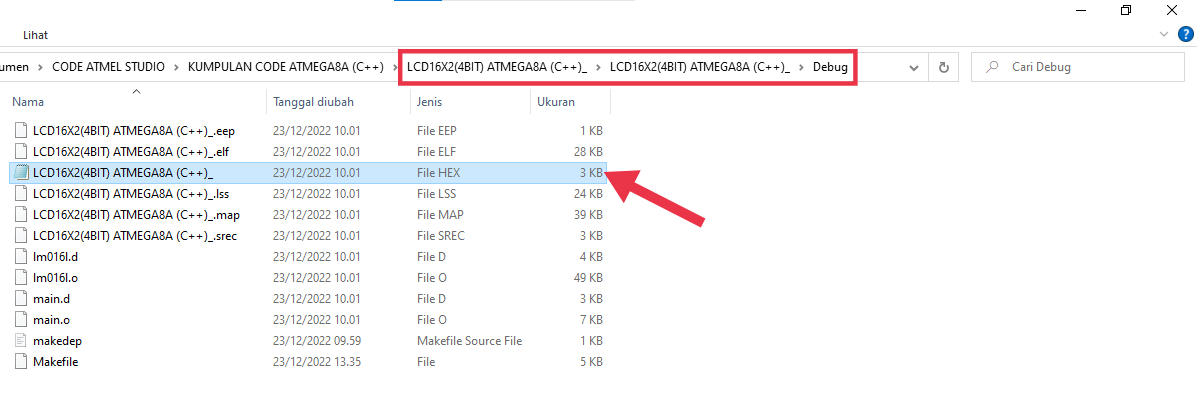 Lihat
umen > CODE ATMEL STUDIO > KUMPULAN CODE ATMEGA8A (C++) > LCD16X2(4BIT) ATMEGA8A (C++)_ > LCD16X2(4BIT) ATMEGA8A (C++)_ > Debug Cari Debug
Nama Tanggal diubah Jenis Ukuran
LCD16X2(4BIT) ATMEGA8A (C++)_.eep 23/12/2022 10.01 File EEP 1 KB
LCD16X2(4BIT) ATMEGA8A (C++)_.elf 23/12/2022 10.01 File ELF 28 KB
LCD16X2(4BIT) ATMEGA8A (C++)_ 23/12/2022 10.01 File HEX 3 KB
LCD16X2(4BIT) ATMEGA8A (C++)_.lss 23/12/2022 10.01 File LSS 24 KB
LCD16X2(4BIT) ATMEGA8A (C++)_.map 23/12/2022 10.01 File MAP 39 KB
LCD16X2(4BIT) ATMEGA8A (C++)_.srec 23/12/2022 10.01 File SREC 3 KB
lm016l.d 23/12/2022 10.01 File D 4 KB
lm016l.o 23/12/2022 10.01 File O 49 KB
main.d 23/12/2022 10.01 File D 3 KB
main.o 23/12/2022 10.01 File O 7 KB
makedep 23/12/2022 09.59 Makefile Source File 1 KB
Makefile 23/12/2022 13.35 File 5 KB